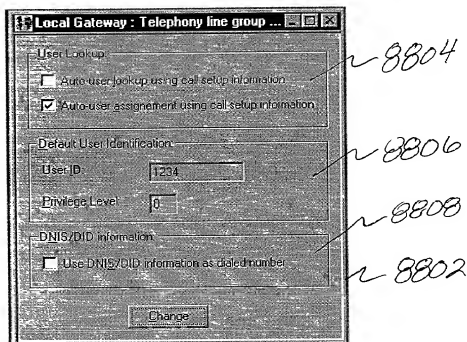 Local Gateway : Telephony line group ...
User Lookup:
Auto-user lookup using call setup information
8804
Auto-user assignement using call setup information
Default User Identification:
8806
User ID:
1234
Privilege Level
0
8808
DNIS/DID information:
Use DNIS/DID information as dialed number
8802
Change